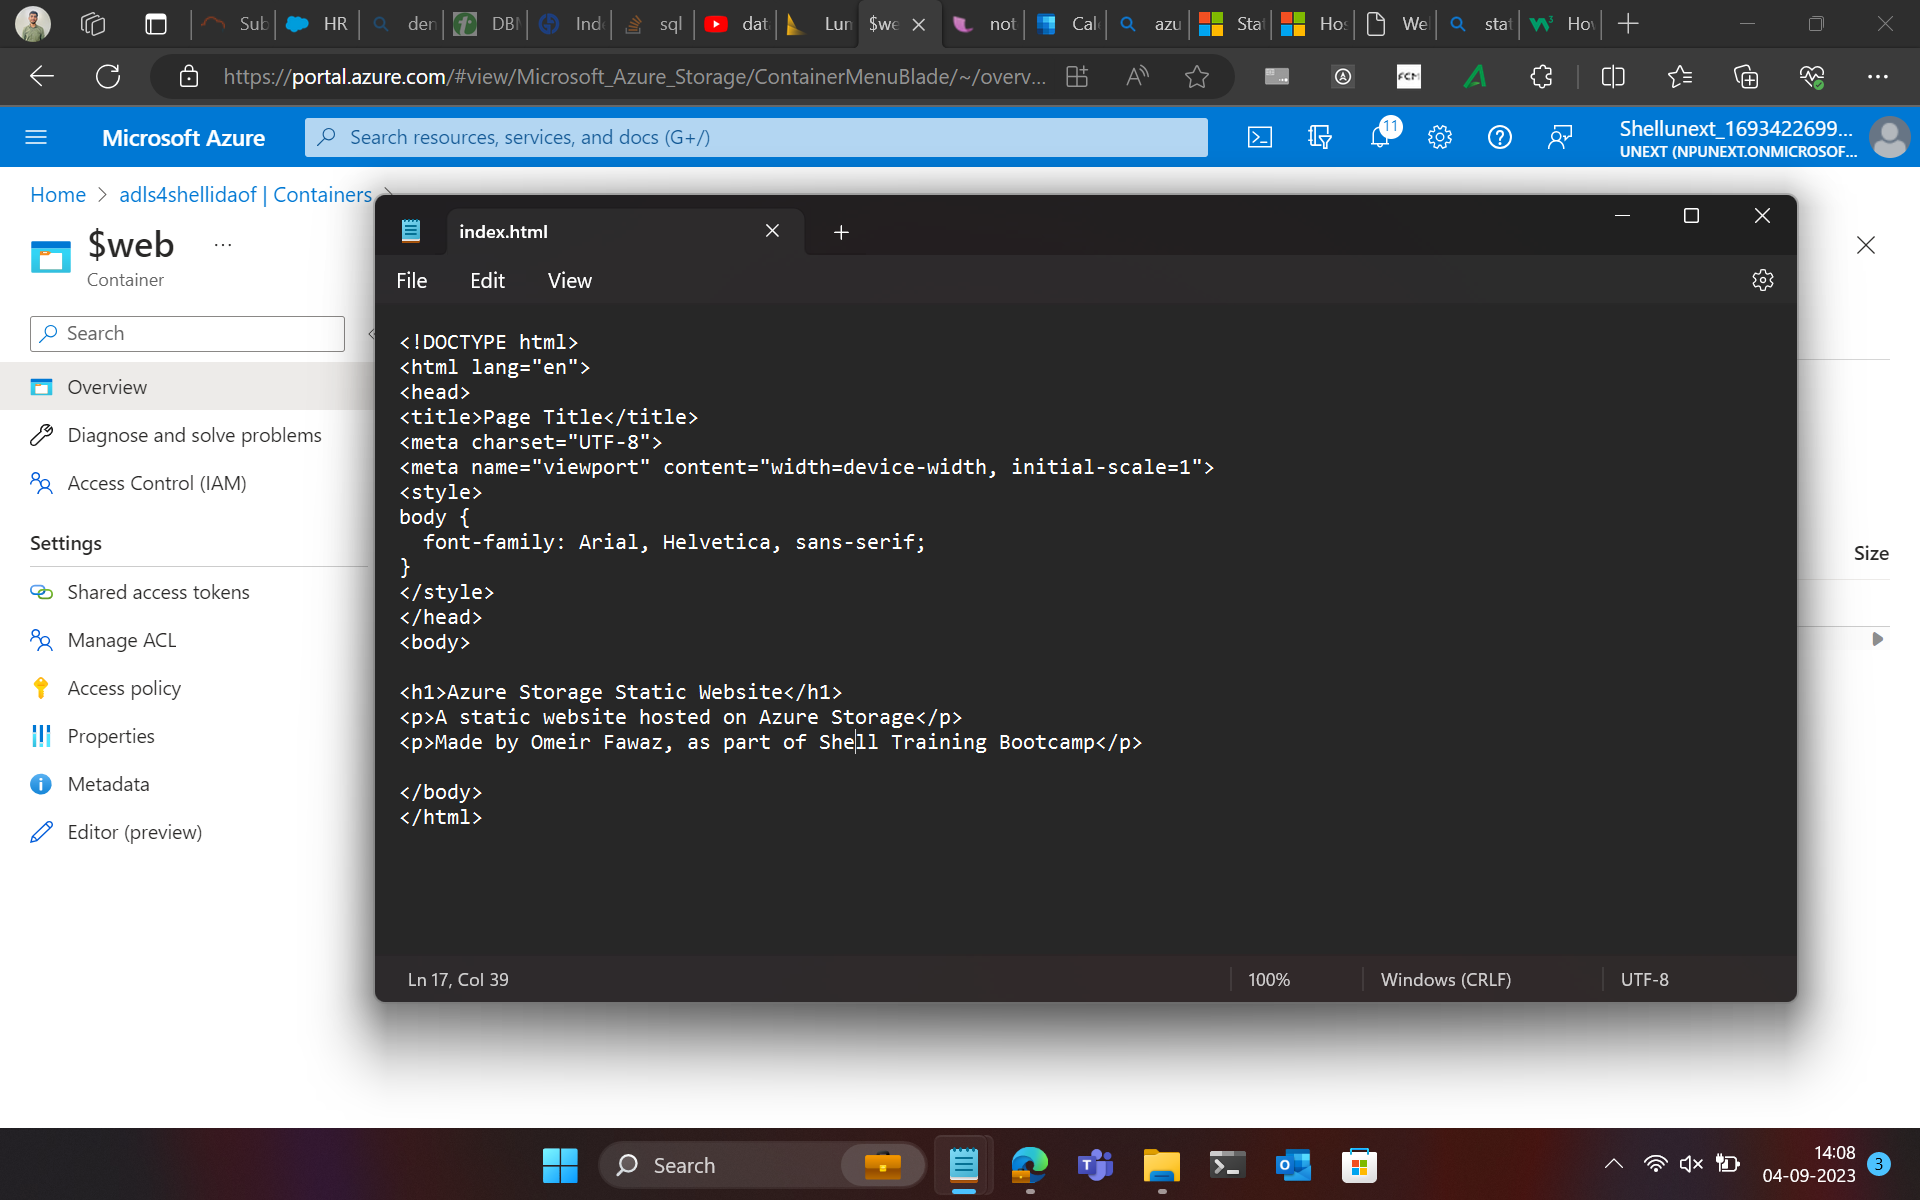 Sub
HR
den
DBM
Inde
sql
dat
Lun
$we
not
Cal
azu
Stat
Hos
We
stat
Hov
https://portal.azure.com/#view/Microsoft_Azure_Storage/ContainerMenuBlade/~/overv...
Microsoft Azure
Search resources, services, and docs (G+/)
11
Shellunext_1693422699...
UNEXT (NPUNEXT.ONMICROSOF...
Home > adls4shellidaof | Containers >
$web ...
Container
Search
Overview
Diagnose and solve problems
Access Control (IAM)
Settings
Shared access tokens
Manage ACL
Access policy
Properties
Metadata
Editor (preview)
Size
index.html
File Edit View
<!DOCTYPE html>
<html lang="en">
<head>
<title>Page Title</title>
<meta charset="UTF-8">
<meta name="viewport" content="width=device-width, initial-scale=1">
<style>
body {
  font-family: Arial, Helvetica, sans-serif;
}
</style>
</head>
<body>
<h1>Azure Storage Static Website</h1>
<p>A static website hosted on Azure Storage</p>
<p>Made by Omeir Fawaz, as part of Shell Training Bootcamp</p>
</body>
</html>
Ln 17, Col 39
100%
Windows (CRLF)
UTF-8
Search
14:08
04-09-2023
3